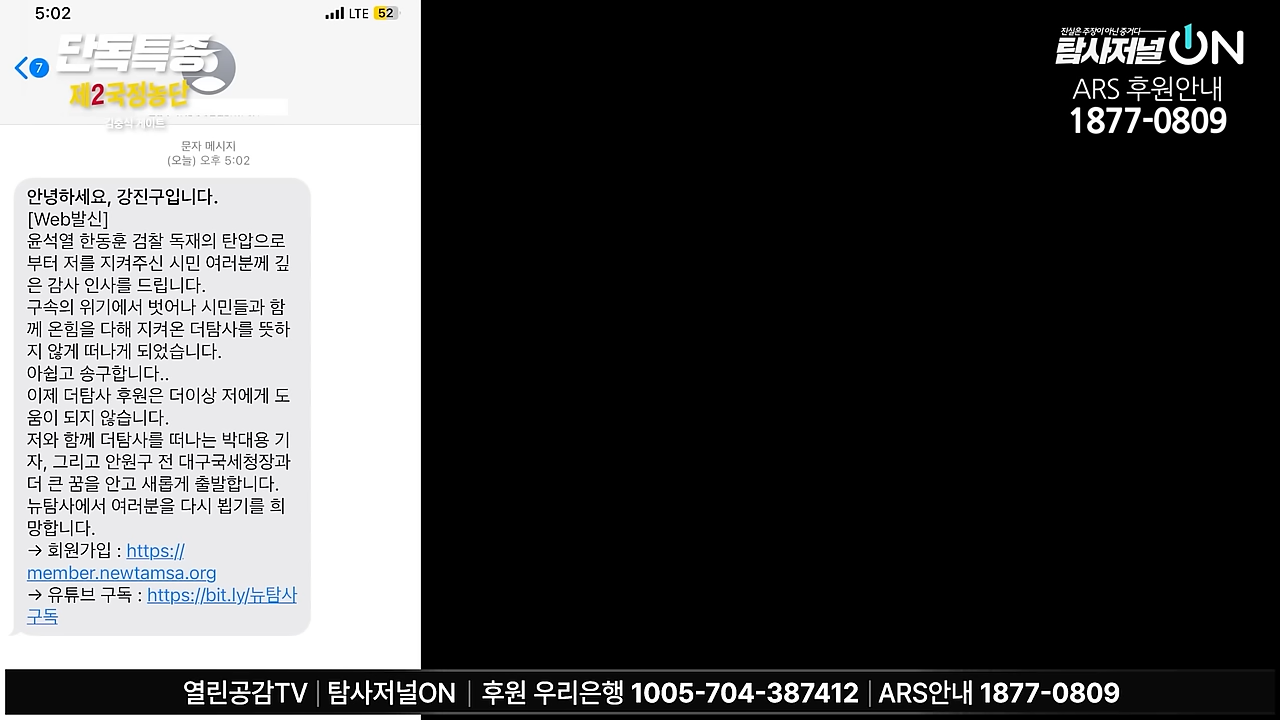 5:02
LTE 52
7
단독특종
제2국정농단
문자 메시지
(오늘) 오후 5:02
안녕하세요, 강진구입니다.
[Web발신]
윤석열 한동훈 검찰 독재의 탄압으로
부터 저를 지켜주신 시민 여러분께 깊
은 감사 인사를 드립니다.
구속의 위기에서 벗어나 시민들과 함
께 온힘을 다해 지켜온 더탐사를 뜻하
지 않게 떠나게 되었습니다.
아쉽고 송구합니다..
이제 더탐사 후원은 더이상 저에게 도
움이 되지 않습니다.
저와 함께 더탐사를 떠나는 박대용 기
자, 그리고 안원구 전 대구국세청장과
더 큰 꿈을 안고 새롭게 출발합니다.
뉴탐사에서 여러분을 다시 뵙기를 희
망합니다.
→ 회원가입 : https://
member.newtamsa.org
→ 유튜브 구독 : https://bit.ly/뉴탐사
구독
진실은 주장이 아닌 증거다
탐사저널 ON
ARS 후원안내
1877-0809
열린공감TV | 탐사저널ON | 후원 우리은행 1005-704-387412 | ARS안내 1877-0809